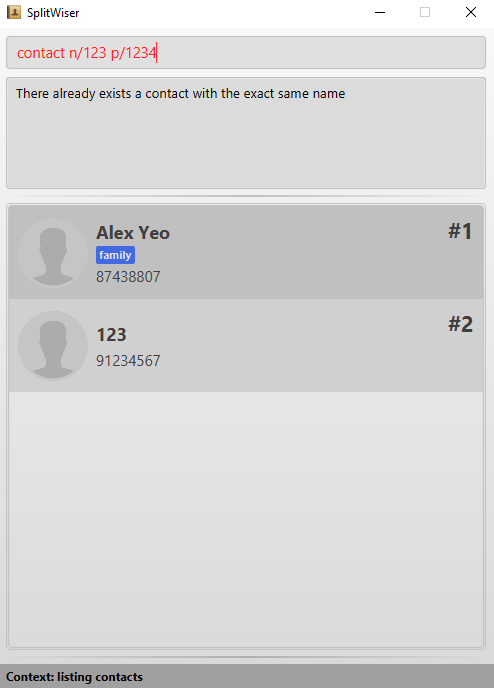 SplitWiser
contact n/123 p/1234
There already exists a contact with the exact same name
Alex Yeo
#1
family
87438807
123
#2
91234567
Context: listing contacts